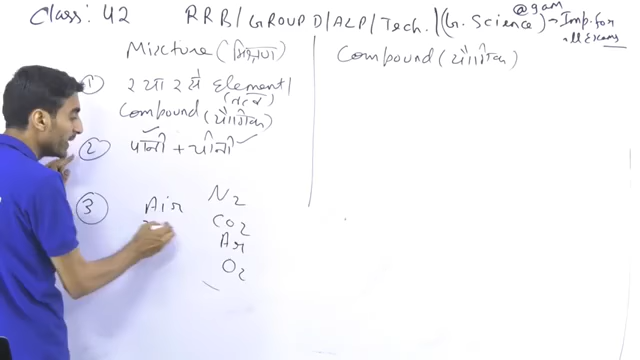 Class: 42 RRB/GROUP D/ALP/Tech./(G. Science) @9am → Imp. for all Exams
Mixture (मिश्रण)
Compound (यौगिक)
① 2 या 2 से Element/
(तत्व)
Compound (यौगिक)
② पानी + चीनी
③ Air N2
CO2
Ar
O2